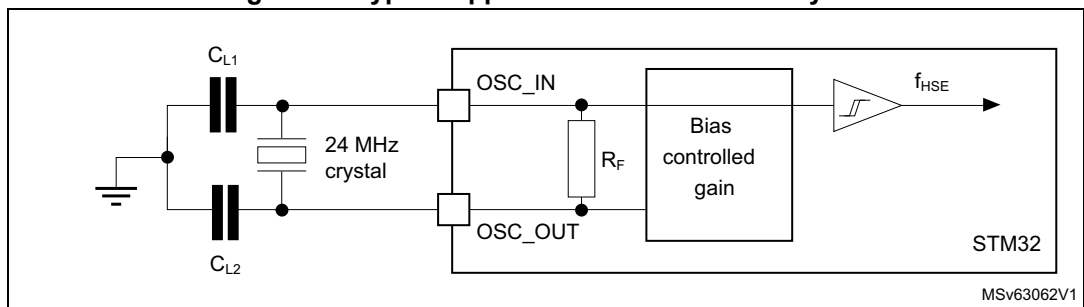 C_L1
OSC_IN
f_HSE
24 MHz
crystal
R_F
Bias
controlled
gain
OSC_OUT
STM32
C_L2
MSv63062V1